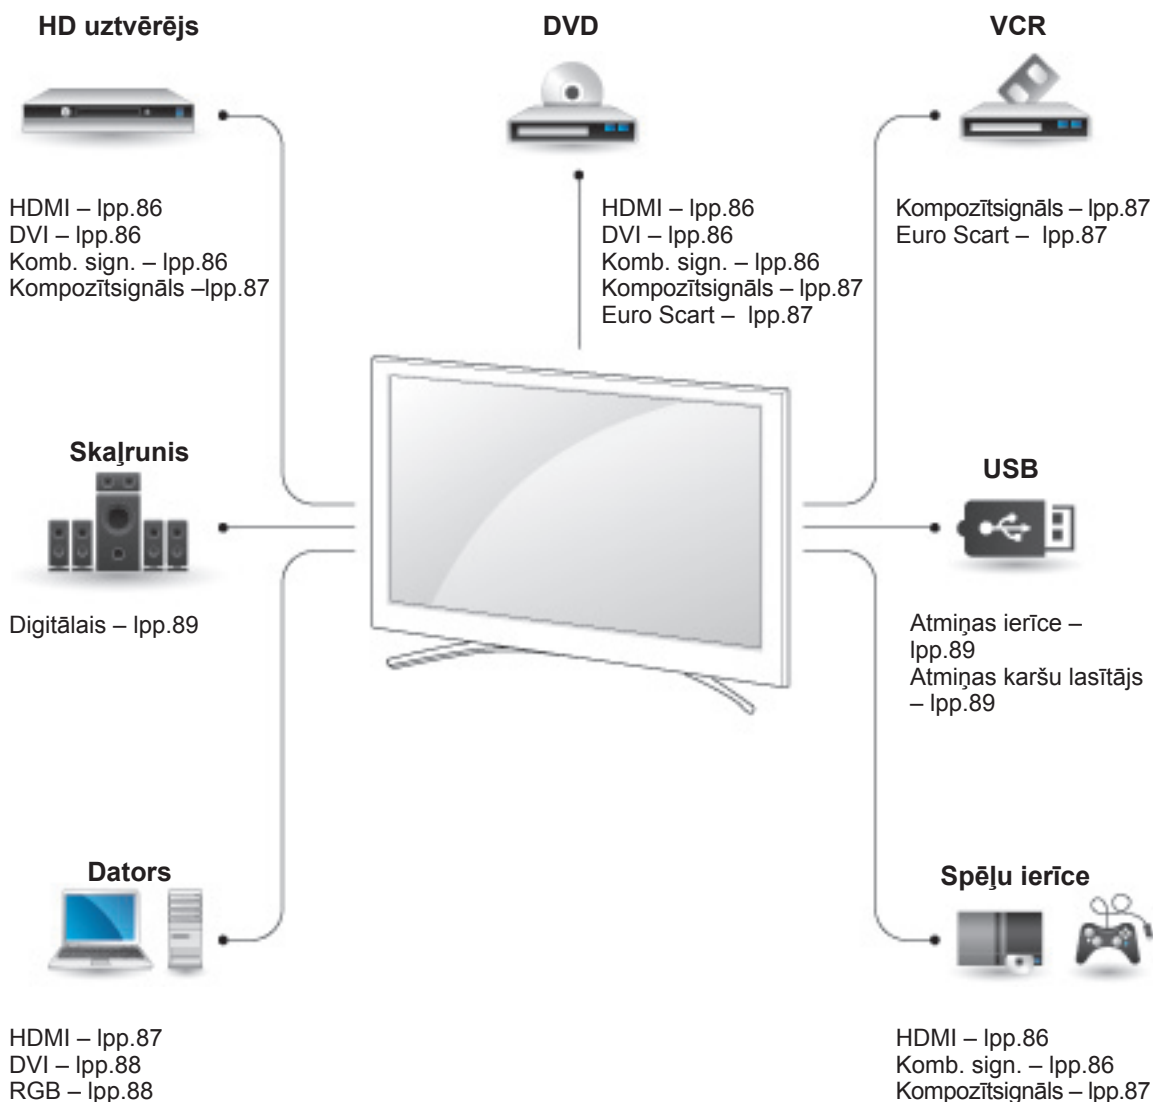 HD uztvērējs
HDMI – lpp.86
DVI – lpp.86
Komb. sign. – lpp.86
Kompozītsignāls –lpp.87
DVD
HDMI – lpp.86
DVI – lpp.86
Komb. sign. – lpp.86
Kompozītsignāls – lpp.87
Euro Scart –  lpp.87
VCR
Kompozītsignāls – lpp.87
Euro Scart –  lpp.87
Skaļrunis
Digitālais – lpp.89
USB
Atmiņas ierīce –
lpp.89
Atmiņas karšu lasītājs
– lpp.89
Dators
HDMI – lpp.87
DVI – lpp.88
RGB – lpp.88
Spēļu ierīce
HDMI – lpp.86
Komb. sign. – lpp.86
Kompozītsignāls – lpp.87